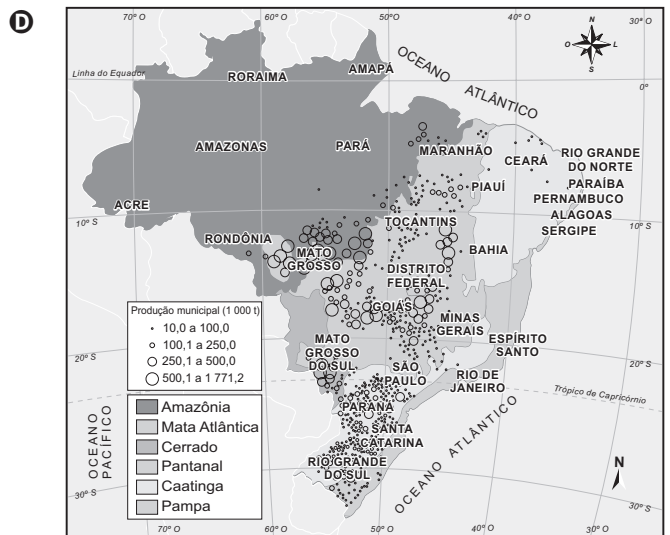 D
70° O
60° O
50° O
40° O
30° O
N
O
L
S
OCEANO ATLÂNTICO
Linha do Equador
0°
RORAIMA
AMAPÁ
AMAZONAS
PARÁ
MARANHÃO
CEARÁ
RIO GRANDE
DO NORTE
PIAUÍ
PARAÍBA
PERNAMBUCO
ACRE
ALAGOAS
10° S
TOCANTINS
10° S
SERGIPE
RONDÔNIA
MATO
GROSSO
BAHIA
DISTRITO
FEDERAL
GOIÁS
MINAS
GERAIS
ESPÍRITO
SANTO
Produção municipal (1 000 t)
10,0 a 100,0
100,1 a 250,0
250,1 a 500,0
500,1 a 1 771,2
MATO
GROSSO
DO SUL
20° S
SÃO
PAULO
RIO DE
JANEIRO
20° S
Trópico de Capricórnio
PARANÁ
SANTA
CATARINA
RIO GRANDE
DO SUL
OCEANO ATLÂNTICO
OCEANO
PACÍFICO
Amazônia
Mata Atlântica
Cerrado
Pantanal
Caatinga
Pampa
N
30° S
30° S
70° O
60° O
50° O
40° O
30° O